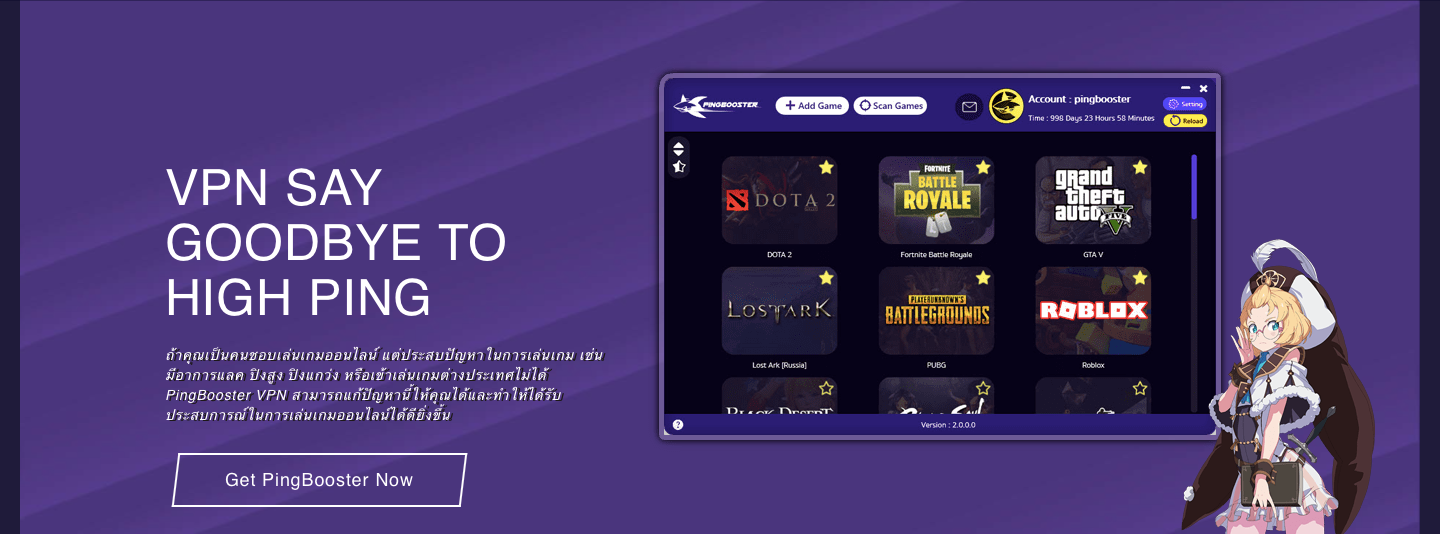 VPN SAY
GOODBYE TO
HIGH PING
ถ้าคุณเป็นคนชอบเล่นเกมออนไลน์ แต่ประสบปัญหาในการเล่นเกม เช่น
มีอาการแลค ปิงสูง ปิงแกว่ง หรือเข้าเล่นเกมต่างประเทศไม่ได้
PingBooster VPN สามารถแก้ปัญหานี้ให้คุณได้และทำให้ได้รับ
ประสบการณ์ในการเล่นเกมออนไลน์ได้ดียิ่งขึ้น
Get PingBooster Now
PINGBOOSTER
Add Game
Scan Games
Account : pingbooster
Time : 998 Days 23 Hours 58 Minutes
Setting
Reload
DOTA 2
FORTNITE
BATTLE
ROYALE
grand
theft
auto
FIVE
DOTA 2
Fortnite Battle Royale
GTA V
LOST ARK
PLAYERUNKNOWN'S
BATTLEGROUNDS
ROBLOX
Lost Ark [Russia]
PUBG
Roblox
BLACK DESERT
Version : 2.0.0.0